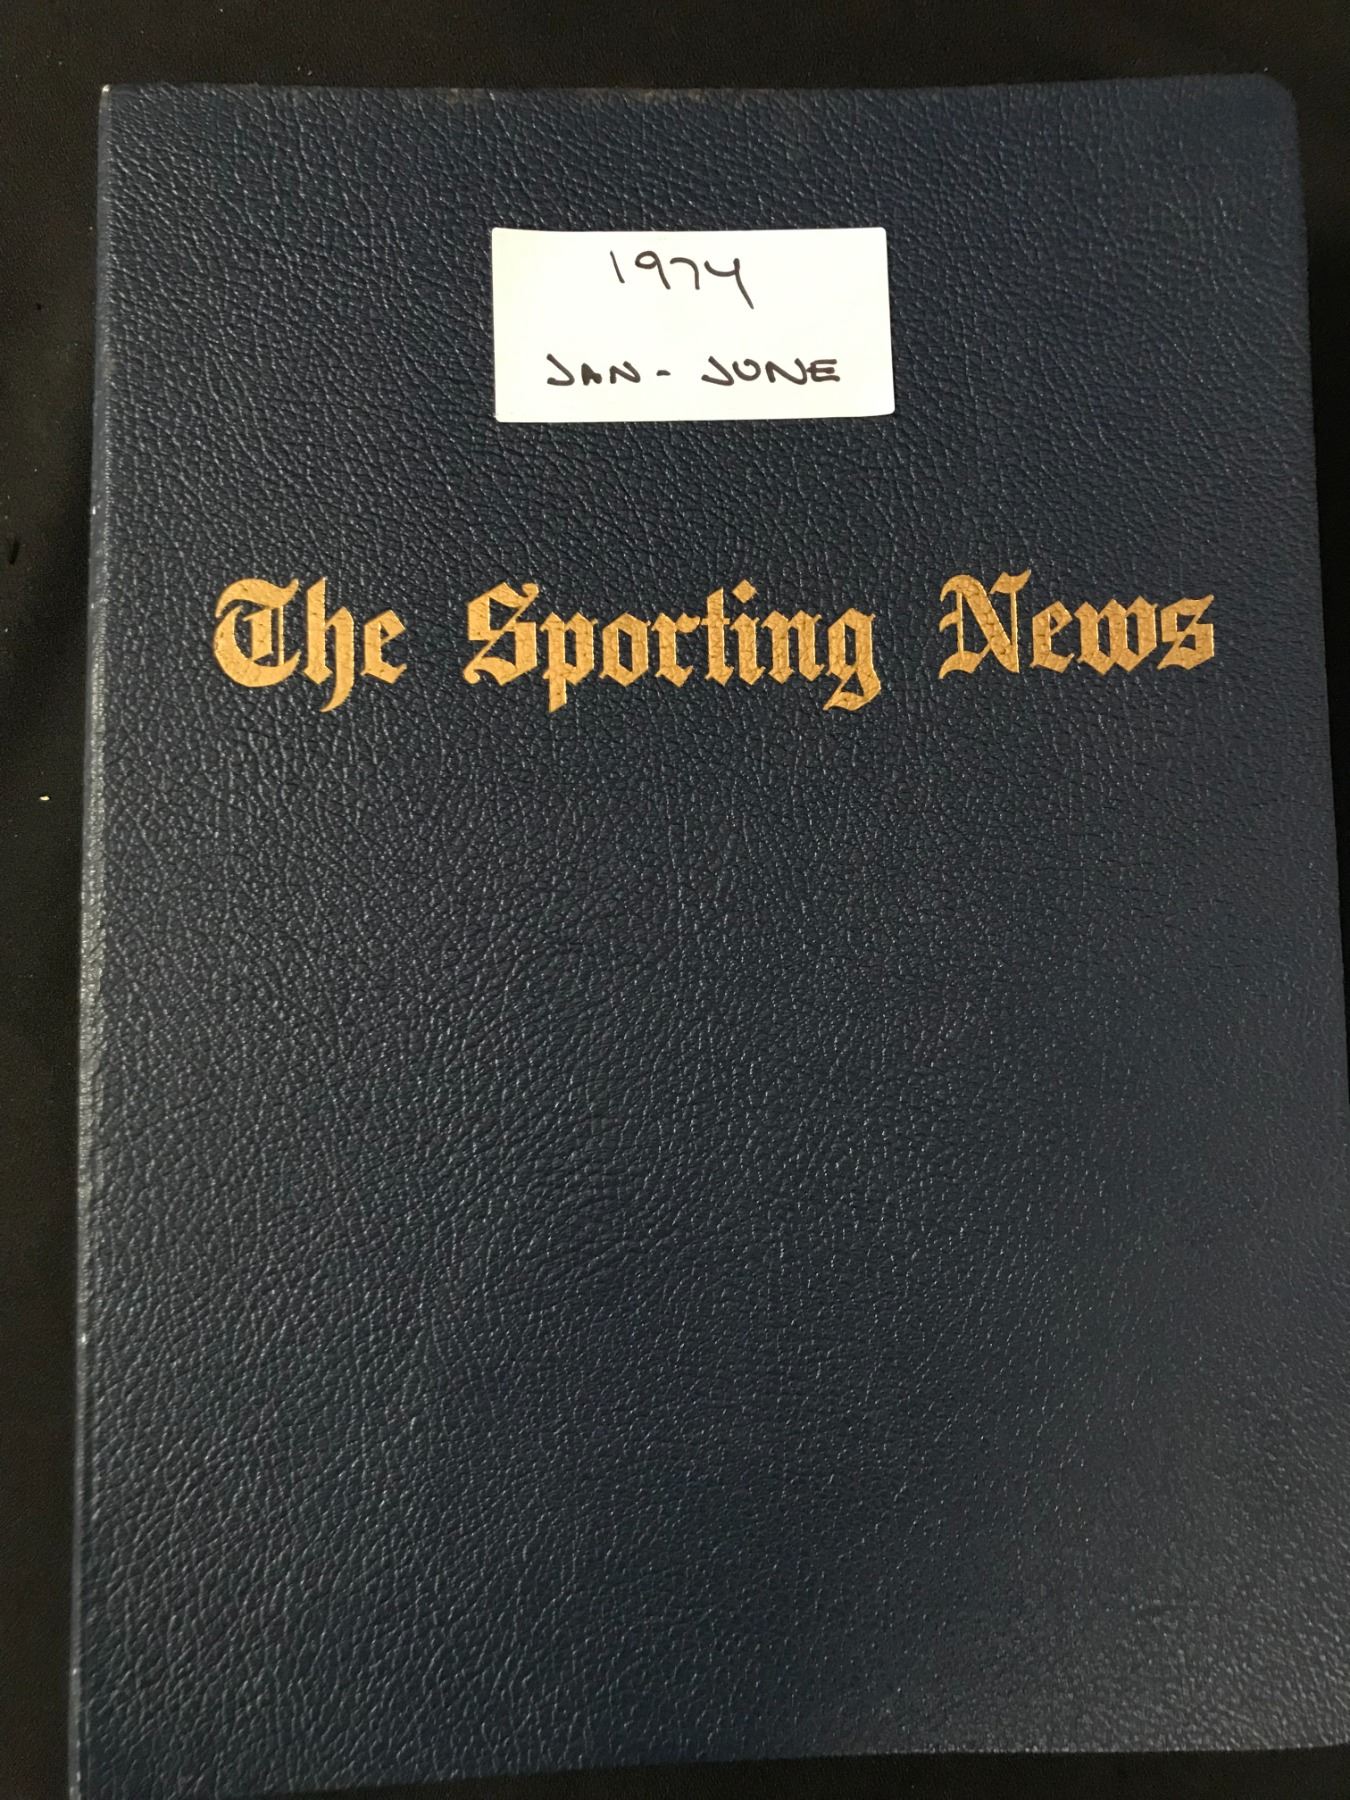 1974
JAN - JUNE
The Sporting News